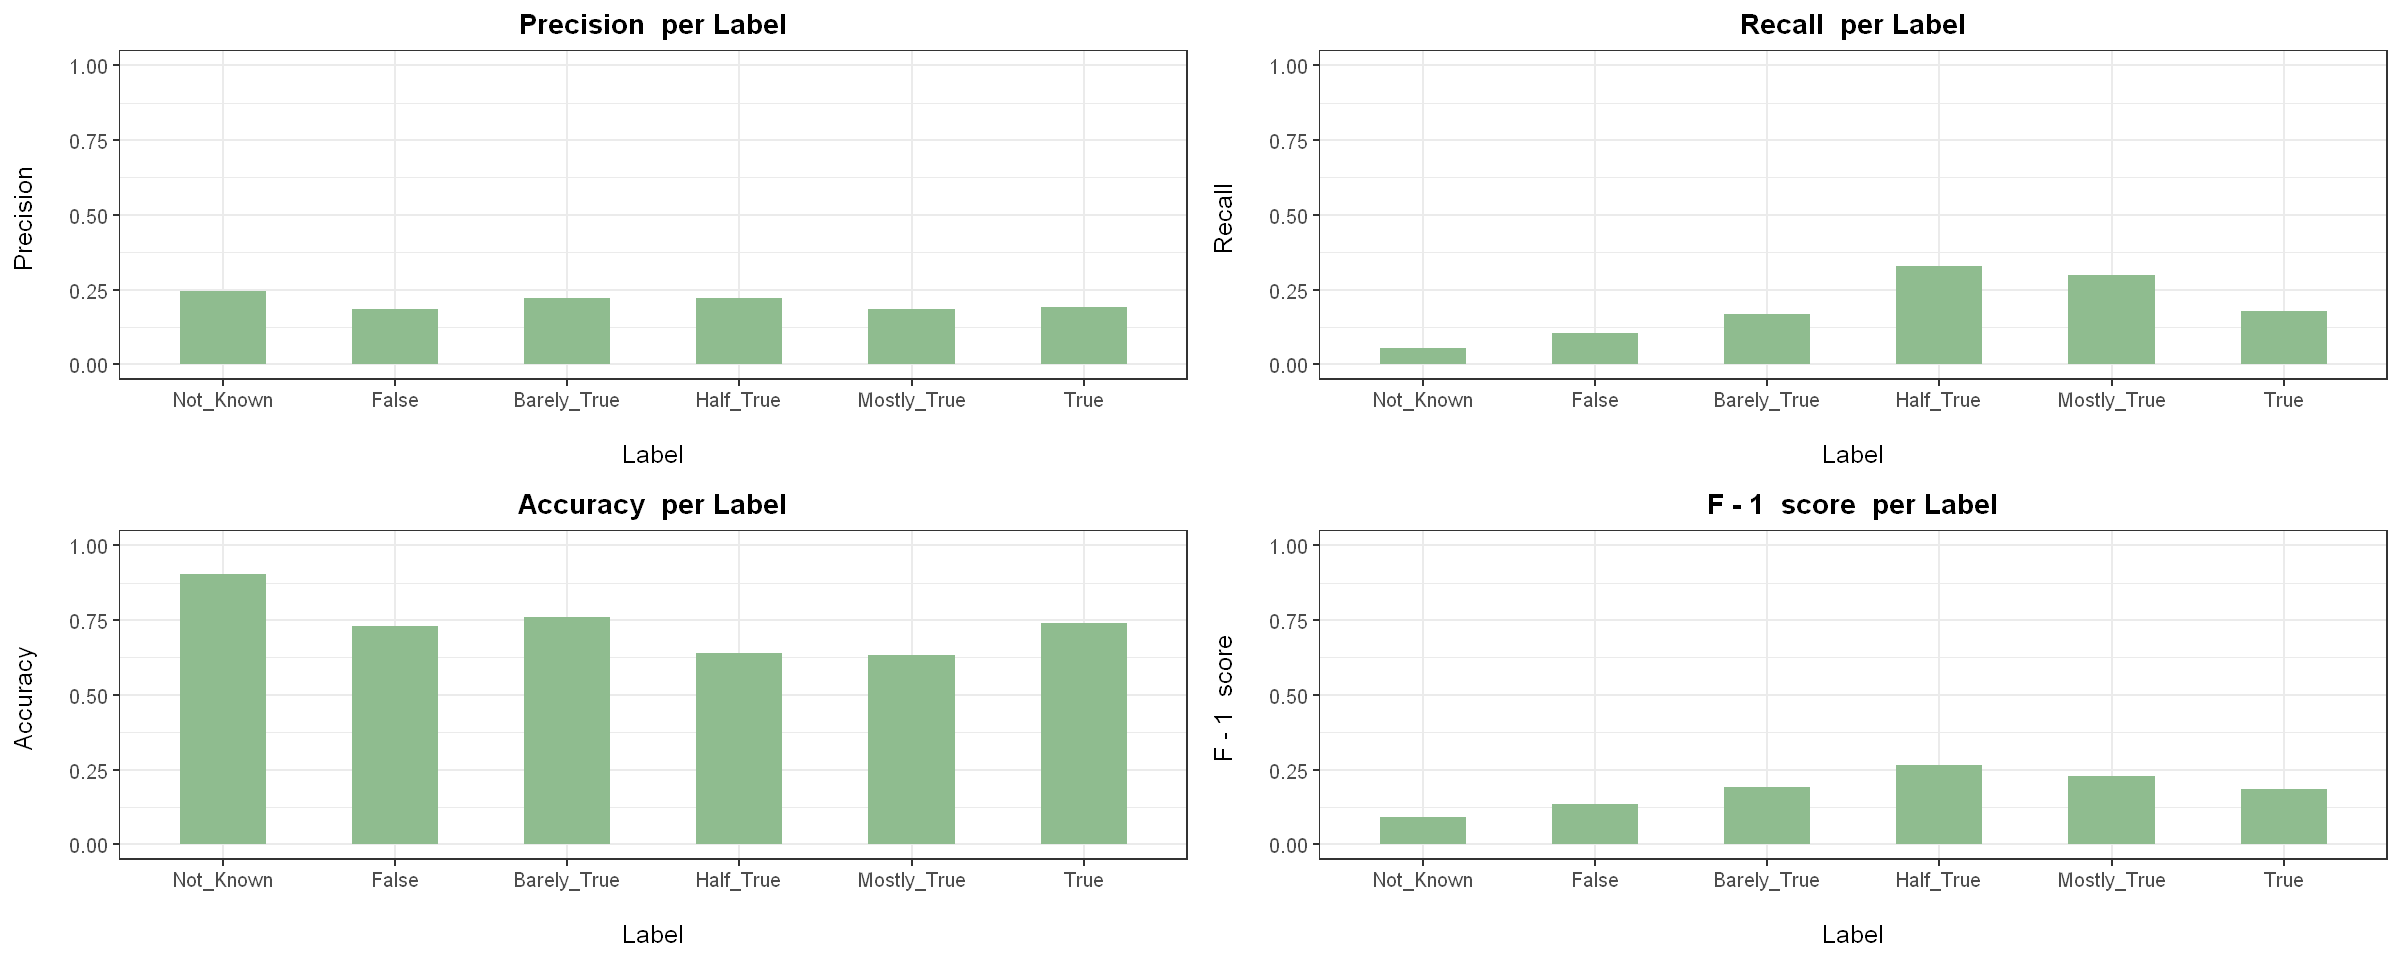 Precision  per Label
1.00
0.75
0.50
0.25
0.00
Precision
Not_Known False Barely_True Half_True Mostly_True True
Label
Recall  per Label
1.00
0.75
0.50
0.25
0.00
Recall
Not_Known False Barely_True Half_True Mostly_True True
Label
Accuracy  per Label
1.00
0.75
0.50
0.25
0.00
Accuracy
Not_Known False Barely_True Half_True Mostly_True True
Label
F - 1  score  per Label
1.00
0.75
0.50
0.25
0.00
F - 1  score
Not_Known False Barely_True Half_True Mostly_True True
Label